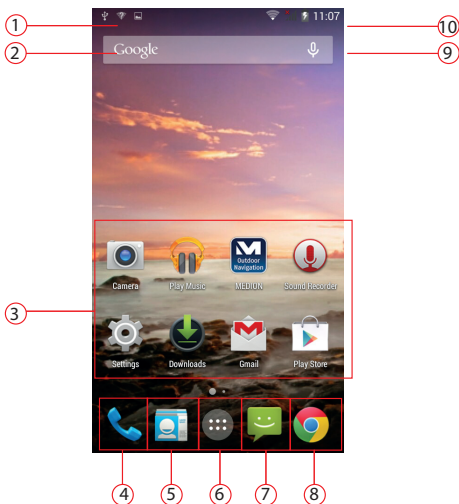 11:07
1
10
2
Google
9
Outdoor
Navigation
Camera
Play Music
MEDION
Sound Recorder
3
Settings
Downloads
Gmail
Play Store
4
5
6
7
8